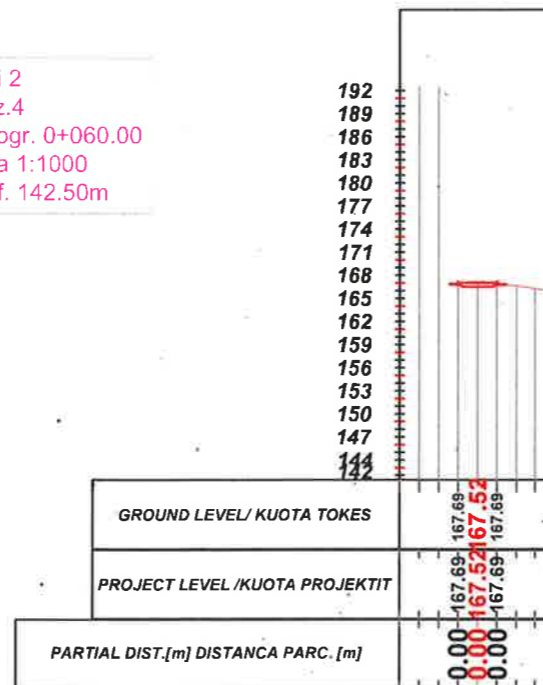 i 2
z.4
ogr. 0+060.00
a 1:1000
f. 142.50m
192
189
186
183
180
177
174
171
168
165
162
159
156
153
150
147
144
142
GROUND LEVEL/ KUOTA TOKES
167.69 167.52 167.69
PROJECT LEVEL /KUOTA PROJEKTIT
167.69 167.52 167.69
PARTIAL DIST.[m] DISTANCA PARC. [m]
0.00 0.00 0.00